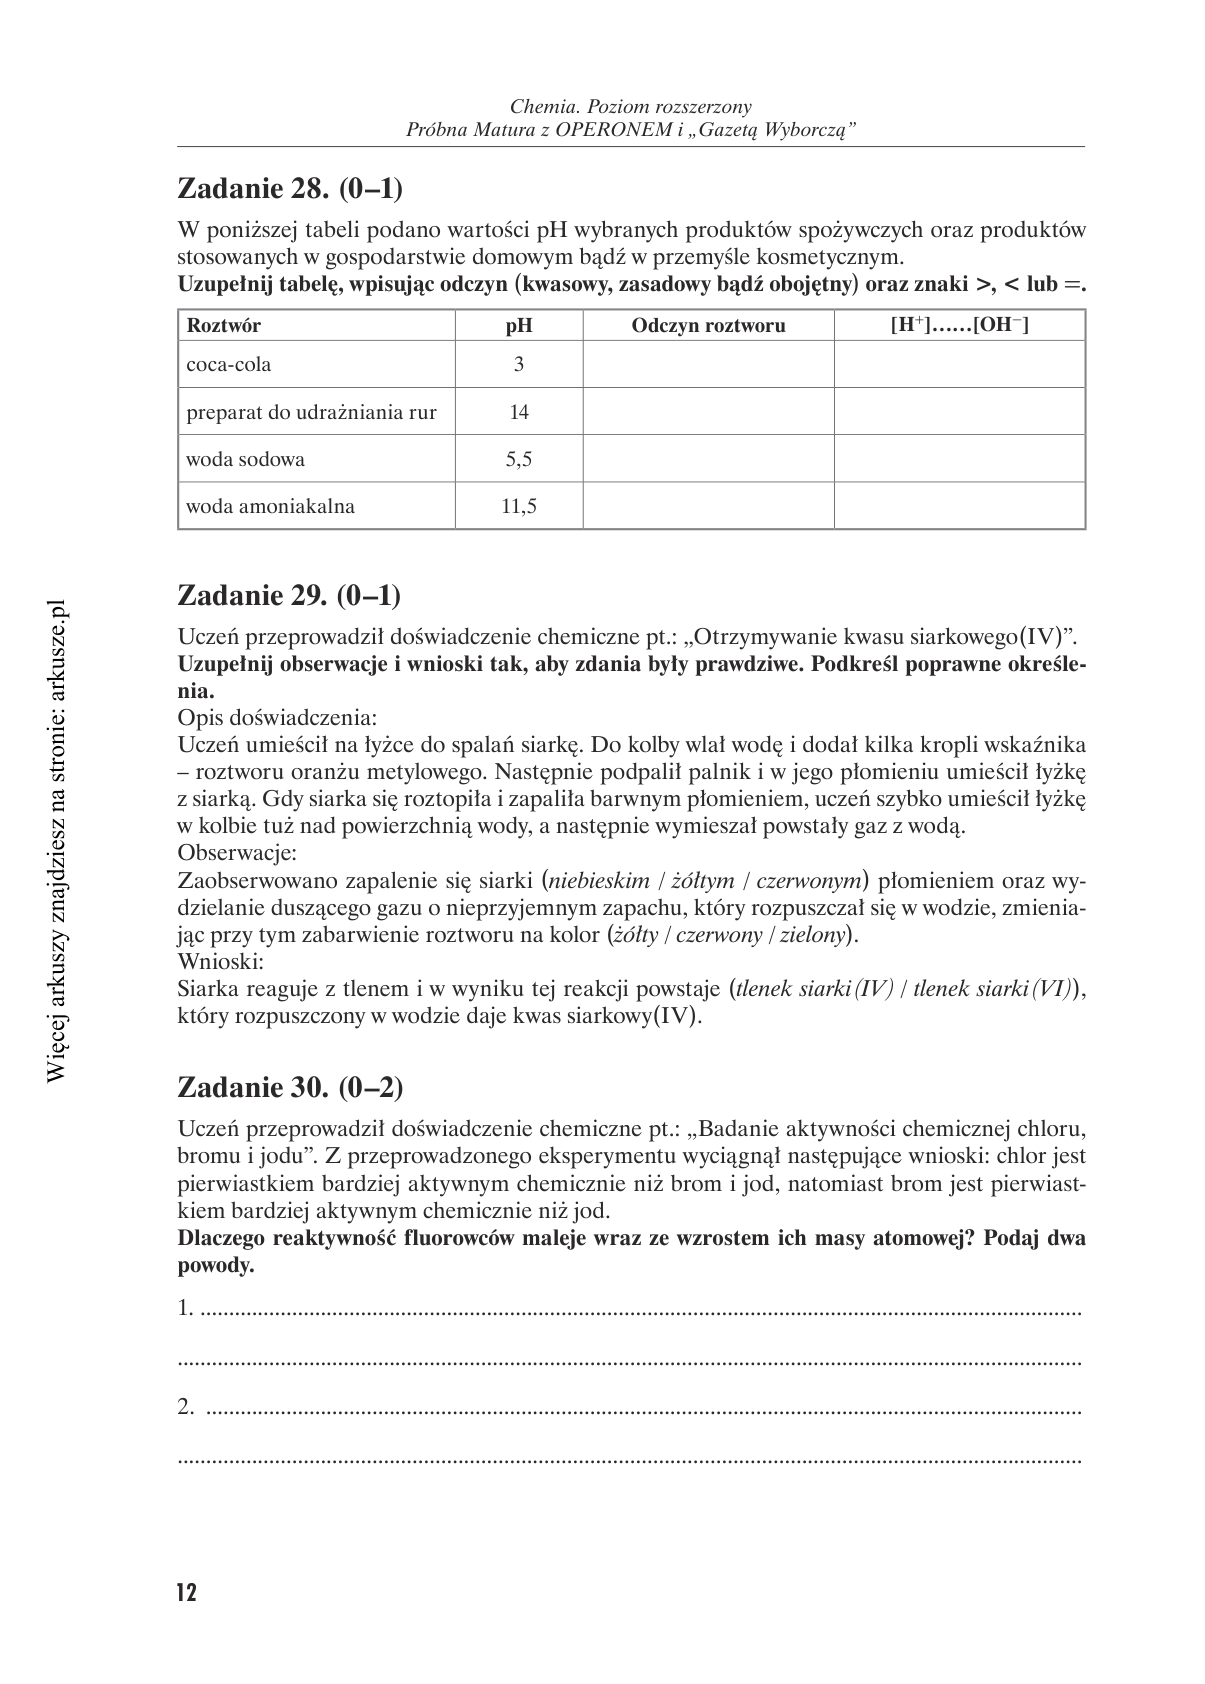 Chemia. Poziom rozszerzony
Próbna Matura z OPERONEM i „Gazetą Wyborczą”
Zadanie 28. (0–1)
W poniższej tabeli podano wartości pH wybranych produktów spożywczych oraz produktów
stosowanych w gospodarstwie domowym bądź w przemyśle kosmetycznym.
Uzupełnij tabelę, wpisując odczyn (kwasowy, zasadowy bądź obojętny) oraz znaki >, < lub =.
Roztwór pH Odczyn roztworu [H⁺]......[OH⁻]
coca-cola 3
preparat do udrażniania rur 14
woda sodowa 5,5
woda amoniakalna 11,5
Zadanie 29. (0–1)
Uczeń przeprowadził doświadczenie chemiczne pt.: „Otrzymywanie kwasu siarkowego(IV)”.
Uzupełnij obserwacje i wnioski tak, aby zdania były prawdziwe. Podkreśl poprawne określe-
nia.
Opis doświadczenia:
Uczeń umieścił na łyżce do spalań siarkę. Do kolby wlał wodę i dodał kilka kropli wskaźnika
– roztworu oranżu metylowego. Następnie podpalił palnik i w jego płomieniu umieścił łyżkę
z siarką. Gdy siarka się roztopiła i zapaliła barwnym płomieniem, uczeń szybko umieścił łyżkę
w kolbie tuż nad powierzchnią wody, a następnie wymieszał powstały gaz z wodą.
Obserwacje:
Zaobserwowano zapalenie się siarki (niebieskim / żółtym / czerwonym) płomieniem oraz wy-
dzielanie duszącego gazu o nieprzyjemnym zapachu, który rozpuszczał się w wodzie, zmienia-
jąc przy tym zabarwienie roztworu na kolor (żółty / czerwony / zielony).
Wnioski:
Siarka reaguje z tlenem i w wyniku tej reakcji powstaje (tlenek siarki(IV) / tlenek siarki(VI)),
który rozpuszczony w wodzie daje kwas siarkowy(IV).
Zadanie 30. (0–2)
Uczeń przeprowadził doświadczenie chemiczne pt.: „Badanie aktywności chemicznej chloru,
bromu i jodu”. Z przeprowadzonego eksperymentu wyciągnął następujące wnioski: chlor jest
pierwiastkiem bardziej aktywnym chemicznie niż brom i jod, natomiast brom jest pierwiast-
kiem bardziej aktywnym chemicznie niż jod.
Dlaczego reaktywność fluorowców maleje wraz ze wzrostem ich masy atomowej? Podaj dwa
powody.
1. ..........
..........
2. ..........
..........
12
Więcej arkuszy znajdziesz na stronie: arkusze.pl